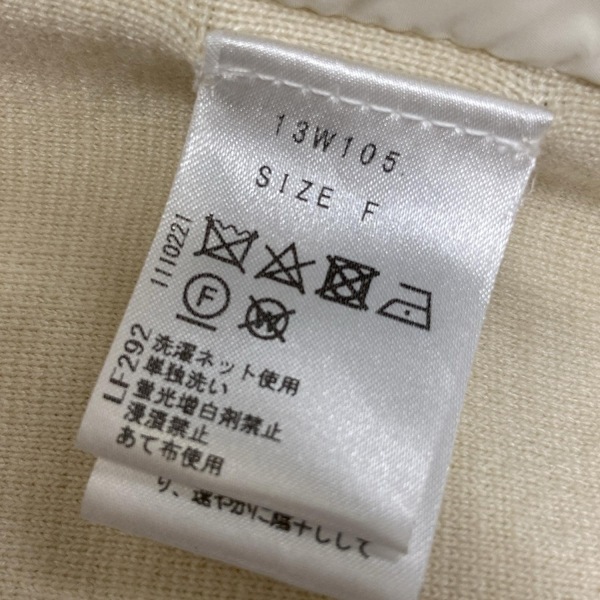 13W105
SIZE F
1110221
F
W
LF292
洗濯ネット使用
単独洗い
蛍光増白剤禁止
浸漬禁止
あて布使用
り、速やかに陰干しして